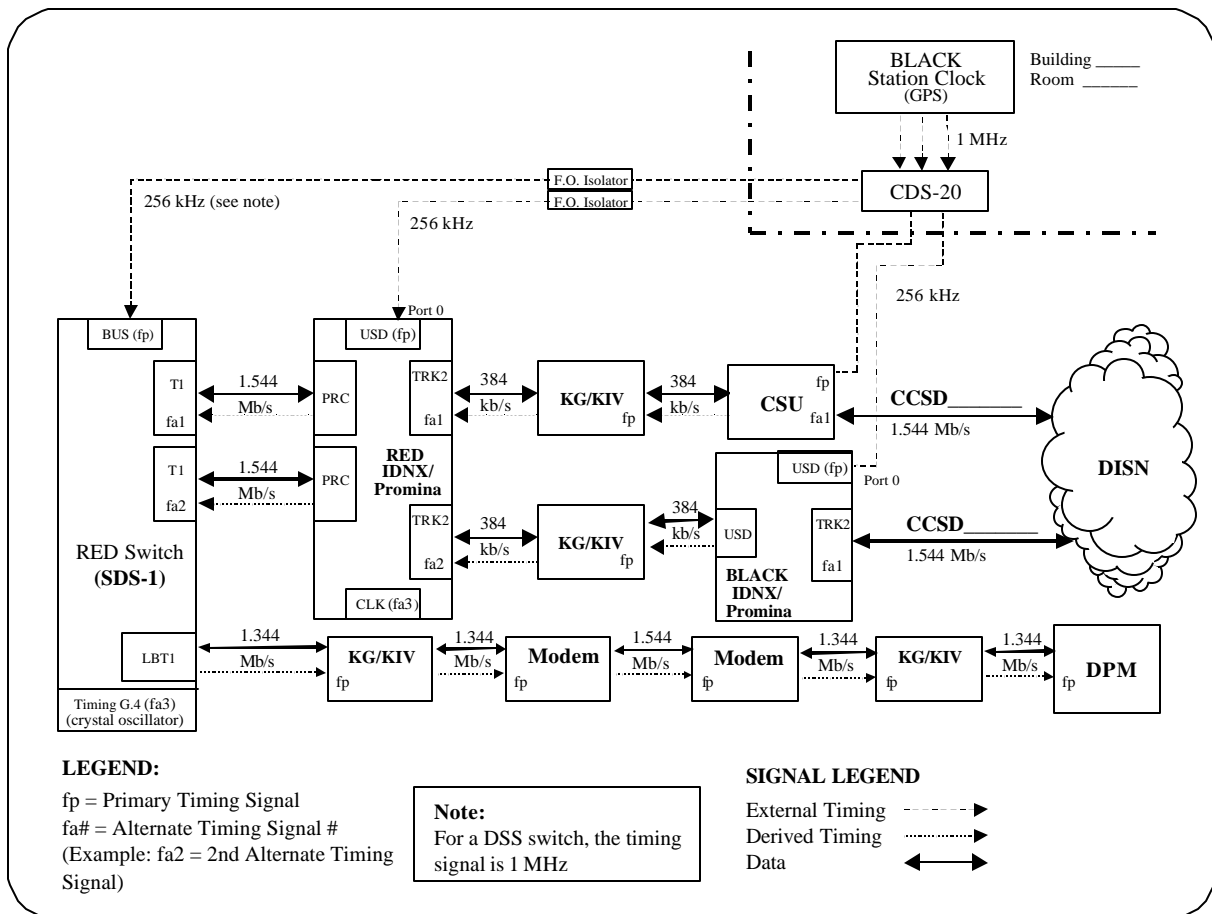 BLACK
Station Clock
(GPS)
Building _____
Room ______
1 MHz
CDS-20
F.O. Isolator
F.O. Isolator
256 kHz (see note)
256 kHz
256 kHz
Port 0
BUS (fp)
USD (fp)
T1
fa1
1.544
Mb/s
PRC
TRK2
fa1
384
kb/s
KG/KIV
fp
384
kb/s
fp
CSU
fa1
CCSD_______
1.544 Mb/s
DISN
T1
fa2
1.544
Mb/s
PRC
RED
IDNX/
Promina
USD (fp)
Port 0
TRK2
fa2
384
kb/s
KG/KIV
fp
384
kb/s
USD
TRK2
fa1
BLACK
IDNX/
Promina
CCSD_______
1.544 Mb/s
RED Switch
(SDS-1)
CLK (fa3)
LBT1
1.344
Mb/s
KG/KIV
fp
1.344
Mb/s
Modem
fp
1.544
Mb/s
Modem
fp
1.344
Mb/s
KG/KIV
fp
1.344
Mb/s
DPM
fp
Timing G.4 (fa3)
(crystal oscillator)
LEGEND:
fp = Primary Timing Signal
fa# = Alternate Timing Signal #
(Example: fa2 = 2nd Alternate Timing
Signal)
Note:
For a DSS switch, the timing
signal is 1 MHz
SIGNAL LEGEND
External Timing
Derived Timing
Data